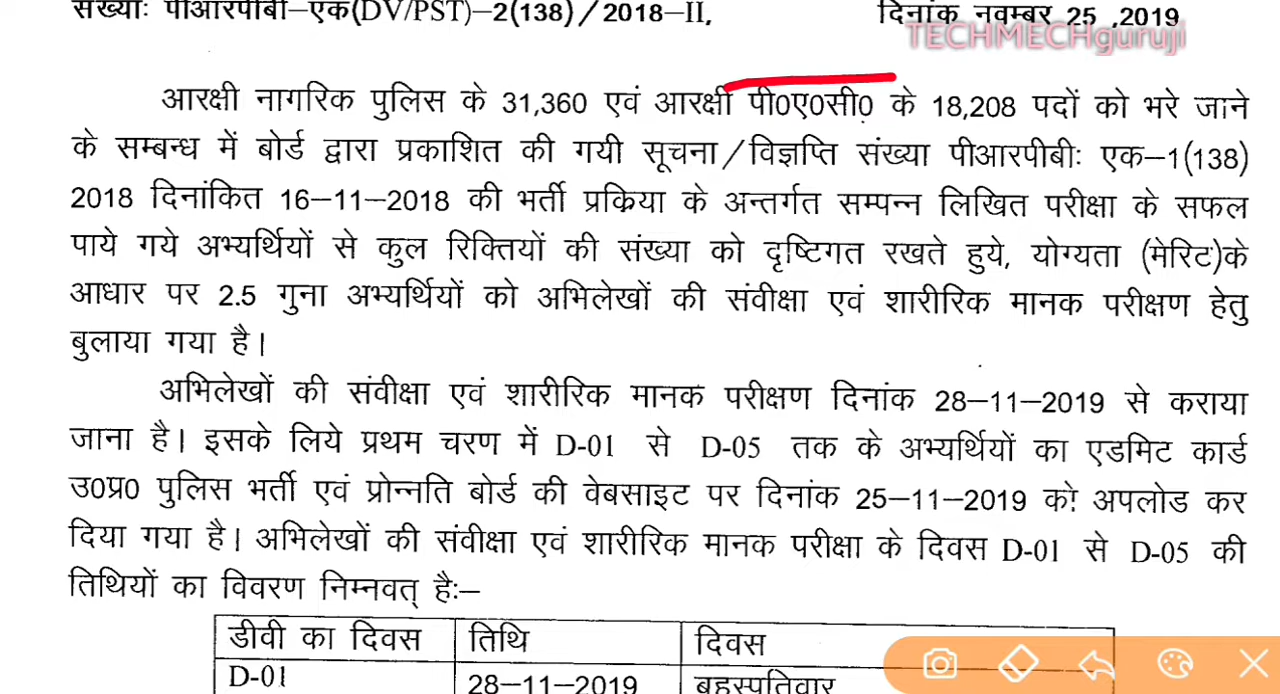 संख्याः पीआरपीबी–एक(DV/PST)–2(138)/2018–II, दिनांक नवम्बर 25 ,2019
TECHMECHguruji
आरक्षी नागरिक पुलिस के 31,360 एवं आरक्षी पी0ए0सी0 के 18,208 पदों को भरे जाने
के सम्बन्ध में बोर्ड द्वारा प्रकाशित की गयी सूचना/विज्ञप्ति संख्या पीआरपीबीः एक–1(138)
2018 दिनांकित 16–11–2018 की भर्ती प्रक्रिया के अन्तर्गत सम्पन्न लिखित परीक्षा के सफल
पाये गये अभ्यर्थियों से कुल रिक्तियों की संख्या को दृष्टिगत रखते हुये, योग्यता (मेरिट)के
आधार पर 2.5 गुना अभ्यर्थियों को अभिलेखों की संवीक्षा एवं शारीरिक मानक परीक्षण हेतु
बुलाया गया है।
अभिलेखों की संवीक्षा एवं शारीरिक मानक परीक्षण दिनांक 28–11–2019 से कराया
जाना है। इसके लिये प्रथम चरण में D-01 से D-05 तक के अभ्यर्थियों का एडमिट कार्ड
उ0प्र0 पुलिस भर्ती एवं प्रोन्नति बोर्ड की वेबसाइट पर दिनांक 25–11–2019 को अपलोड कर
दिया गया है। अभिलेखों की संवीक्षा एवं शारीरिक मानक परीक्षा के दिवस D-01 से D-05 की
तिथियों का विवरण निम्नवत् हैः–
डीवी का दिवस तिथि दिवस
D-01 28–11–2019 बृहस्पतिवार